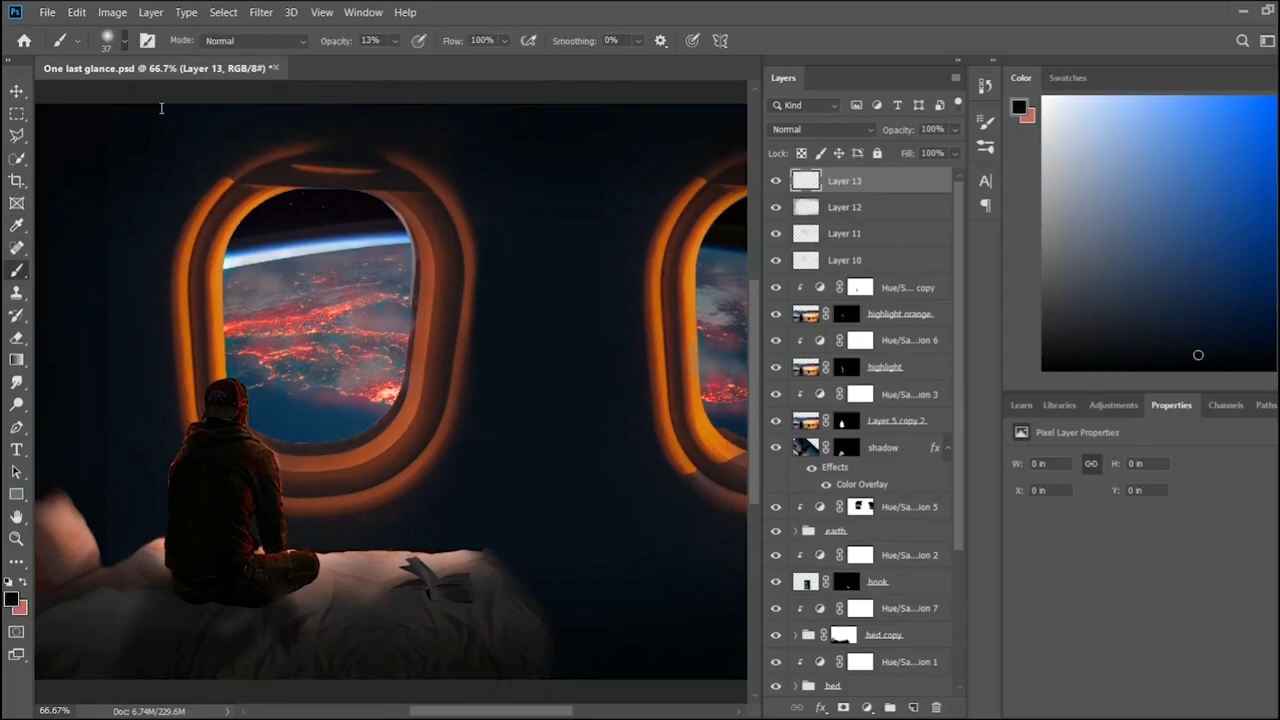 Ps File Edit Image Layer Type Select Filter 3D View Window Help
37 Mode: Normal Opacity: 13% Flow: 100% Smoothing: 0%
One last glance.psd @ 66.7% (Layer 13, RGB/8#) *
Layers
Kind
Normal Opacity: 100%
Lock: Fill: 100%
Layer 13
Layer 12
Layer 11
Layer 10
Hue/S... copy
highlight orange
Hue/Sa...ion 6
highlight
Hue/Sa...ion 3
Layer 5 copy 2
shadow fx
Effects
Color Overlay
Hue/Sa...ion 5
earth
Hue/Sa...ion 2
book
Hue/Sa...ion 7
bed copy
Hue/Sa...ion 1
bed
fx
A
Color Swatches
Learn Libraries Adjustments Properties Channels Paths
Pixel Layer Properties
W: 0 in H: 0 in
X: 0 in Y: 0 in
66.67% Doc: 6.74M/229.6M